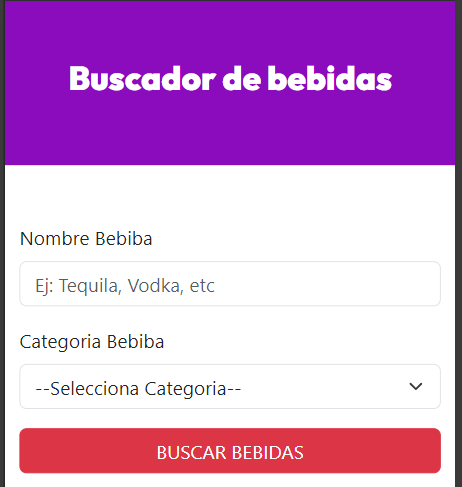 Buscador de bebidas
Nombre Bebiba
Ej: Tequila, Vodka, etc
Categoria Bebiba
--Selecciona Categoria--
BUSCAR BEBIDAS